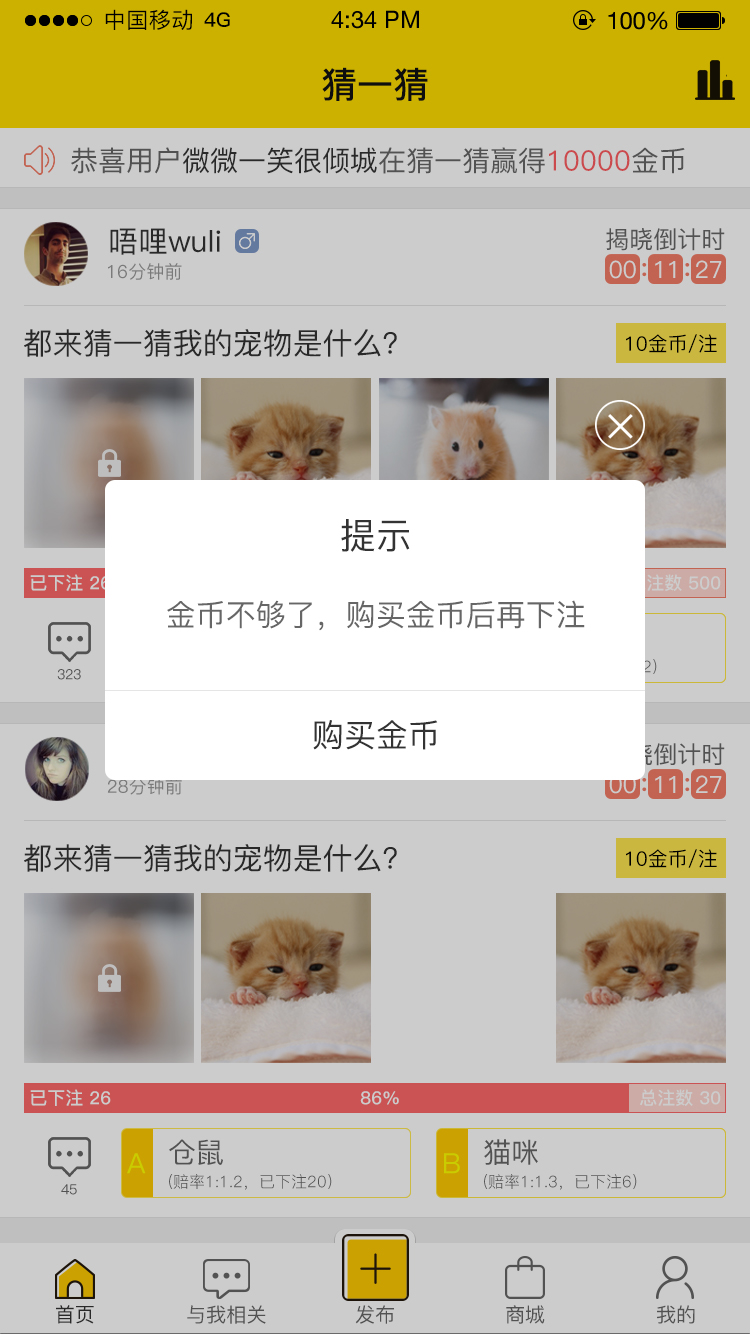 中国移动 4G 4:34 PM 100%
猜一猜
恭喜用户微微一笑很倾城在猜一猜赢得10000金币
唔哩wuli 揭晓倒计时
16分钟前 00:11:27
都来猜一猜我的宠物是什么? 10金币/注
提示
已下注 26 注数 500
金币不够了，购买金币后再下注
323 2)
购买金币
晓倒计时
28分钟前 00:11:27
都来猜一猜我的宠物是什么? 10金币/注
已下注 26 86% 总注数 30
A 仓鼠 B 猫咪
(赔率1:1.2，已下注20) (赔率1:1.3，已下注6)
45
首页 与我相关 发布 商城 我的